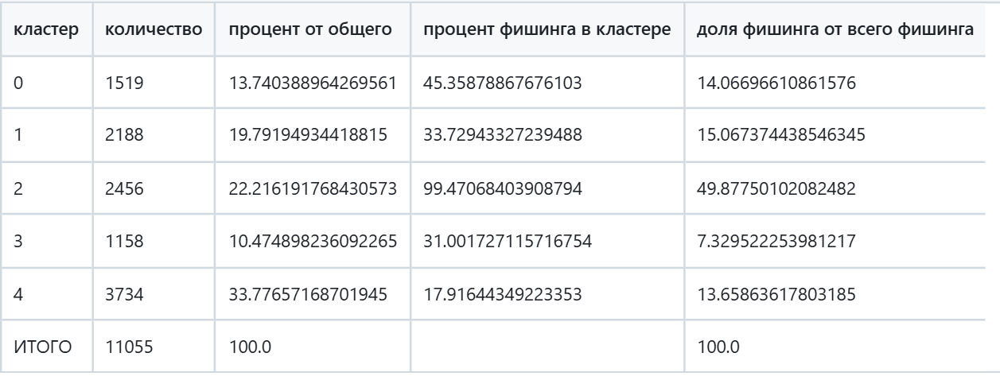 кластер количество процент от общего процент фишинга в кластере доля фишинга от всего фишинга
0 1519 13.740388964269561 45.35878867676103 14.06696610861576
1 2188 19.79194934418815 33.72943327239488 15.067374438546345
2 2456 22.216191768430573 99.47068403908794 49.87750102082482
3 1158 10.474898236092265 31.001727115716754 7.329522253981217
4 3734 33.77657168701945 17.91644349223353 13.65863617803185
ИТОГО 11055 100.0 100.0